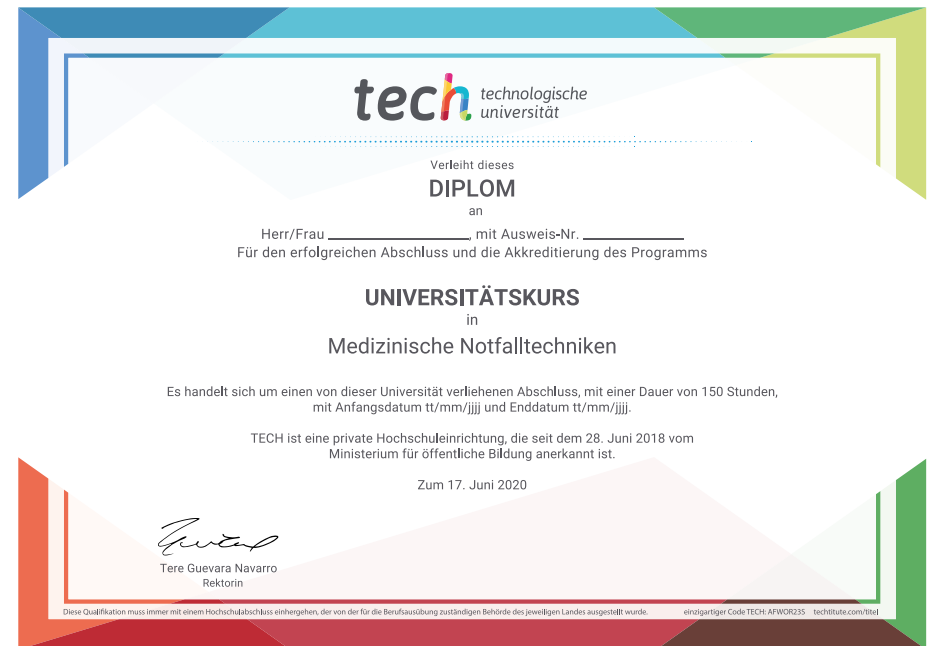 tech technologische
universität
Verleiht dieses
DIPLOM
an
Herr/Frau ____________, mit Ausweis-Nr. ____________
Für den erfolgreichen Abschluss und die Akkreditierung des Programms
UNIVERSITÄTSKURS
in
Medizinische Notfalltechniken
Es handelt sich um einen von dieser Universität verliehenen Abschluss, mit einer Dauer von 150 Stunden,
mit Anfangsdatum tt/mm/jjjj und Enddatum tt/mm/jjjj.
TECH ist eine private Hochschuleinrichtung, die seit dem 28. Juni 2018 vom
Ministerium für öffentliche Bildung anerkannt ist.
Zum 17. Juni 2020
Tere Guevara Navarro
Rektorin
Diese Qualifikation muss immer mit einem Hochschulabschluss einhergehen, der von der für die Berufsausübung zuständigen Behörde des jeweiligen Landes ausgestellt wurde. einzigartiger Code TECH: AFWOR23S techtitute.com/titel